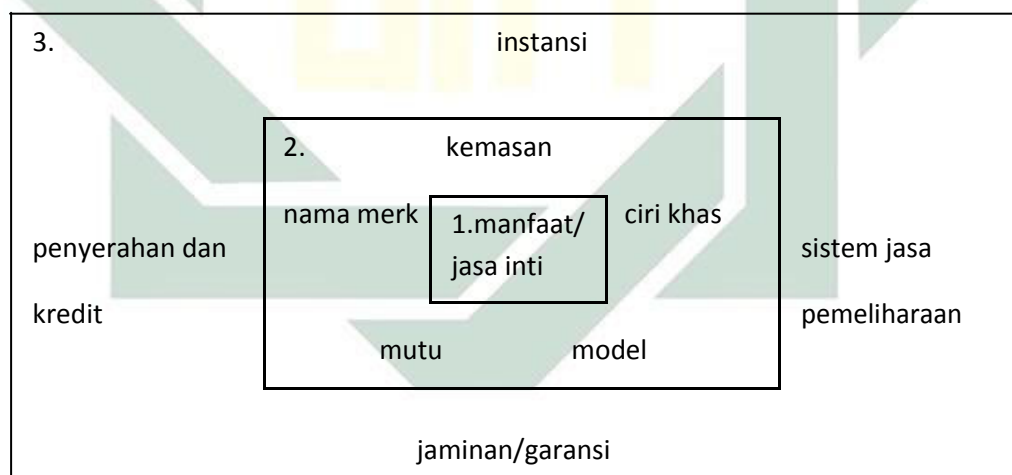 3. instansi
2. kemasan
nama merk 1.manfaat/ ciri khas
jasa inti
penyerahan dan sistem jasa
kredit pemeliharaan
mutu model
jaminan/garansi